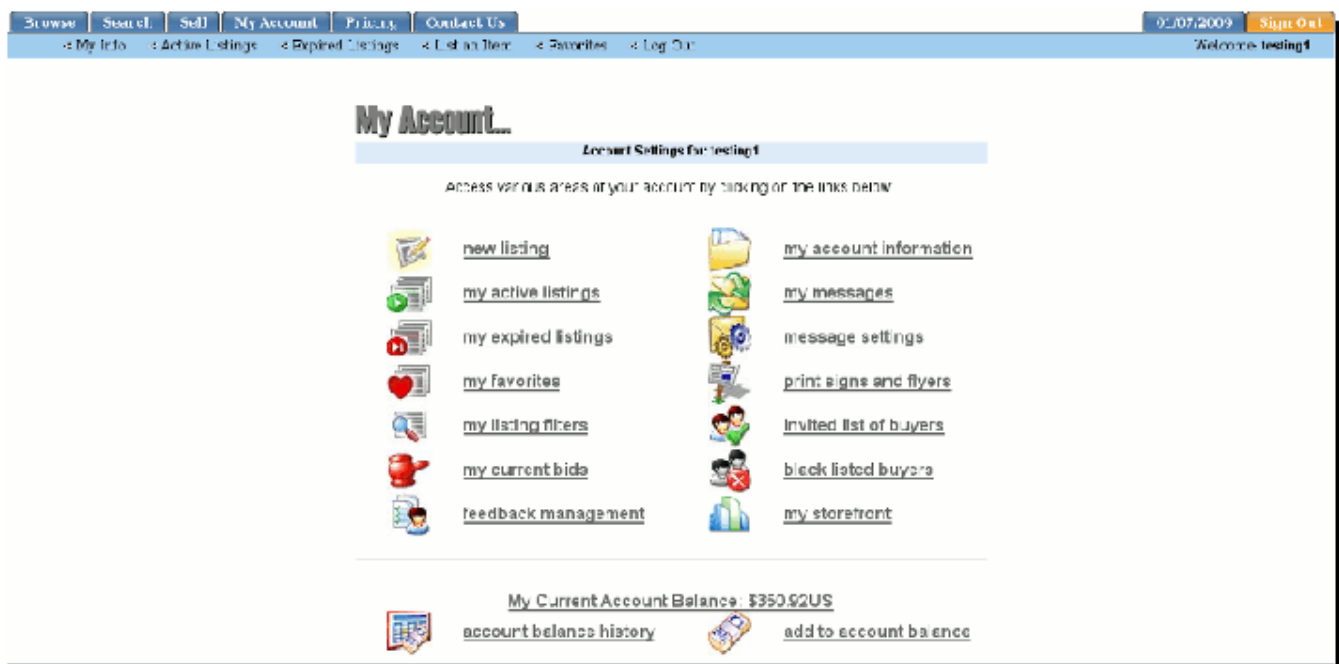 Browse Search Sell My Account Pricing Contact Us 01/07/2009 Sign Out
< My Info < Active Listings < Expired Listings < List an Item < Favorites < Log Out Welcome testing1
My Account...
Account Settings for testing1
Access various areas of your account by clicking on the links below
new listing my account information
my active listings my messages
my expired listings message settings
my favorites print signs and flyers
my listing filters invited list of buyers
my current bids black listed buyers
feedback management my storefront
My Current Account Balance: $350.92US
account balance history add to account balance